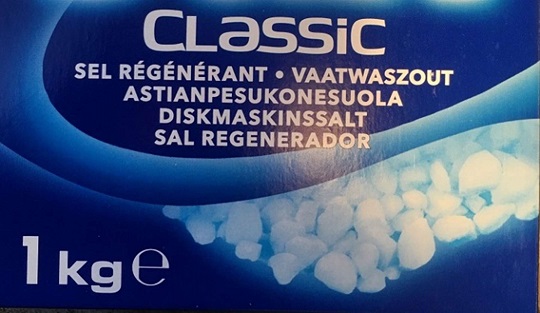 CLassic
SEL RÉGÉNÉRANT • VAATWASZOUT
ASTIANPESUKONESUOLA
DISKMASKINSSALT
SAL REGENERADOR
1 kg ℮